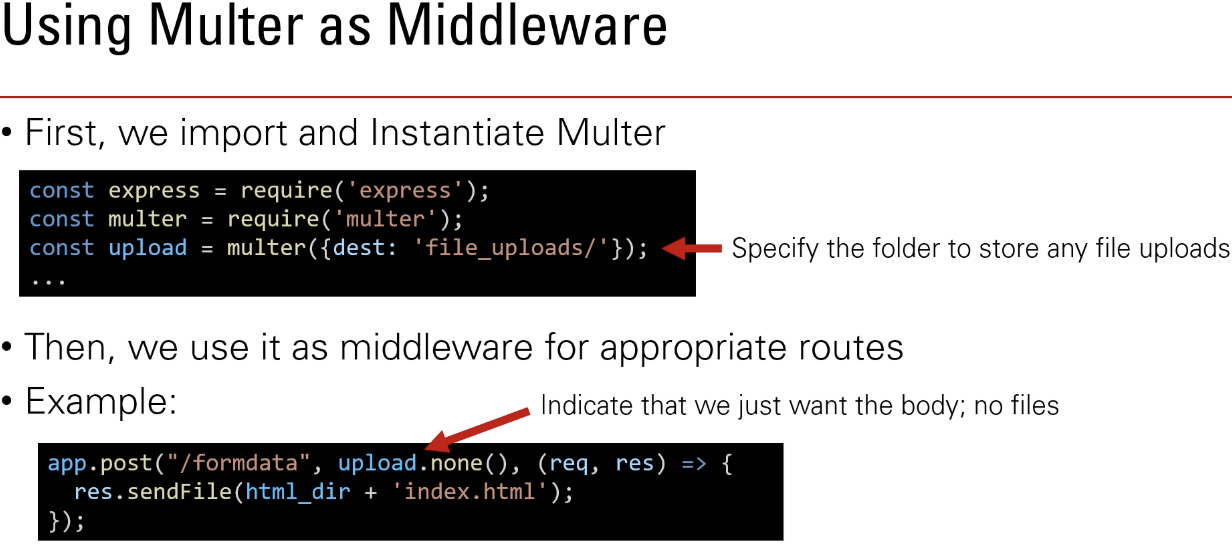 Using Multer as Middleware
• First, we import and Instantiate Multer
const express = require('express');
const multer = require('multer');
const upload = multer({dest: 'file_uploads/'});
Specify the folder to store any file uploads
...
• Then, we use it as middleware for appropriate routes
• Example:
Indicate that we just want the body; no files
app.post("/formdata", upload.none(), (req, res) => {
  res.sendFile(html_dir + 'index.html');
});